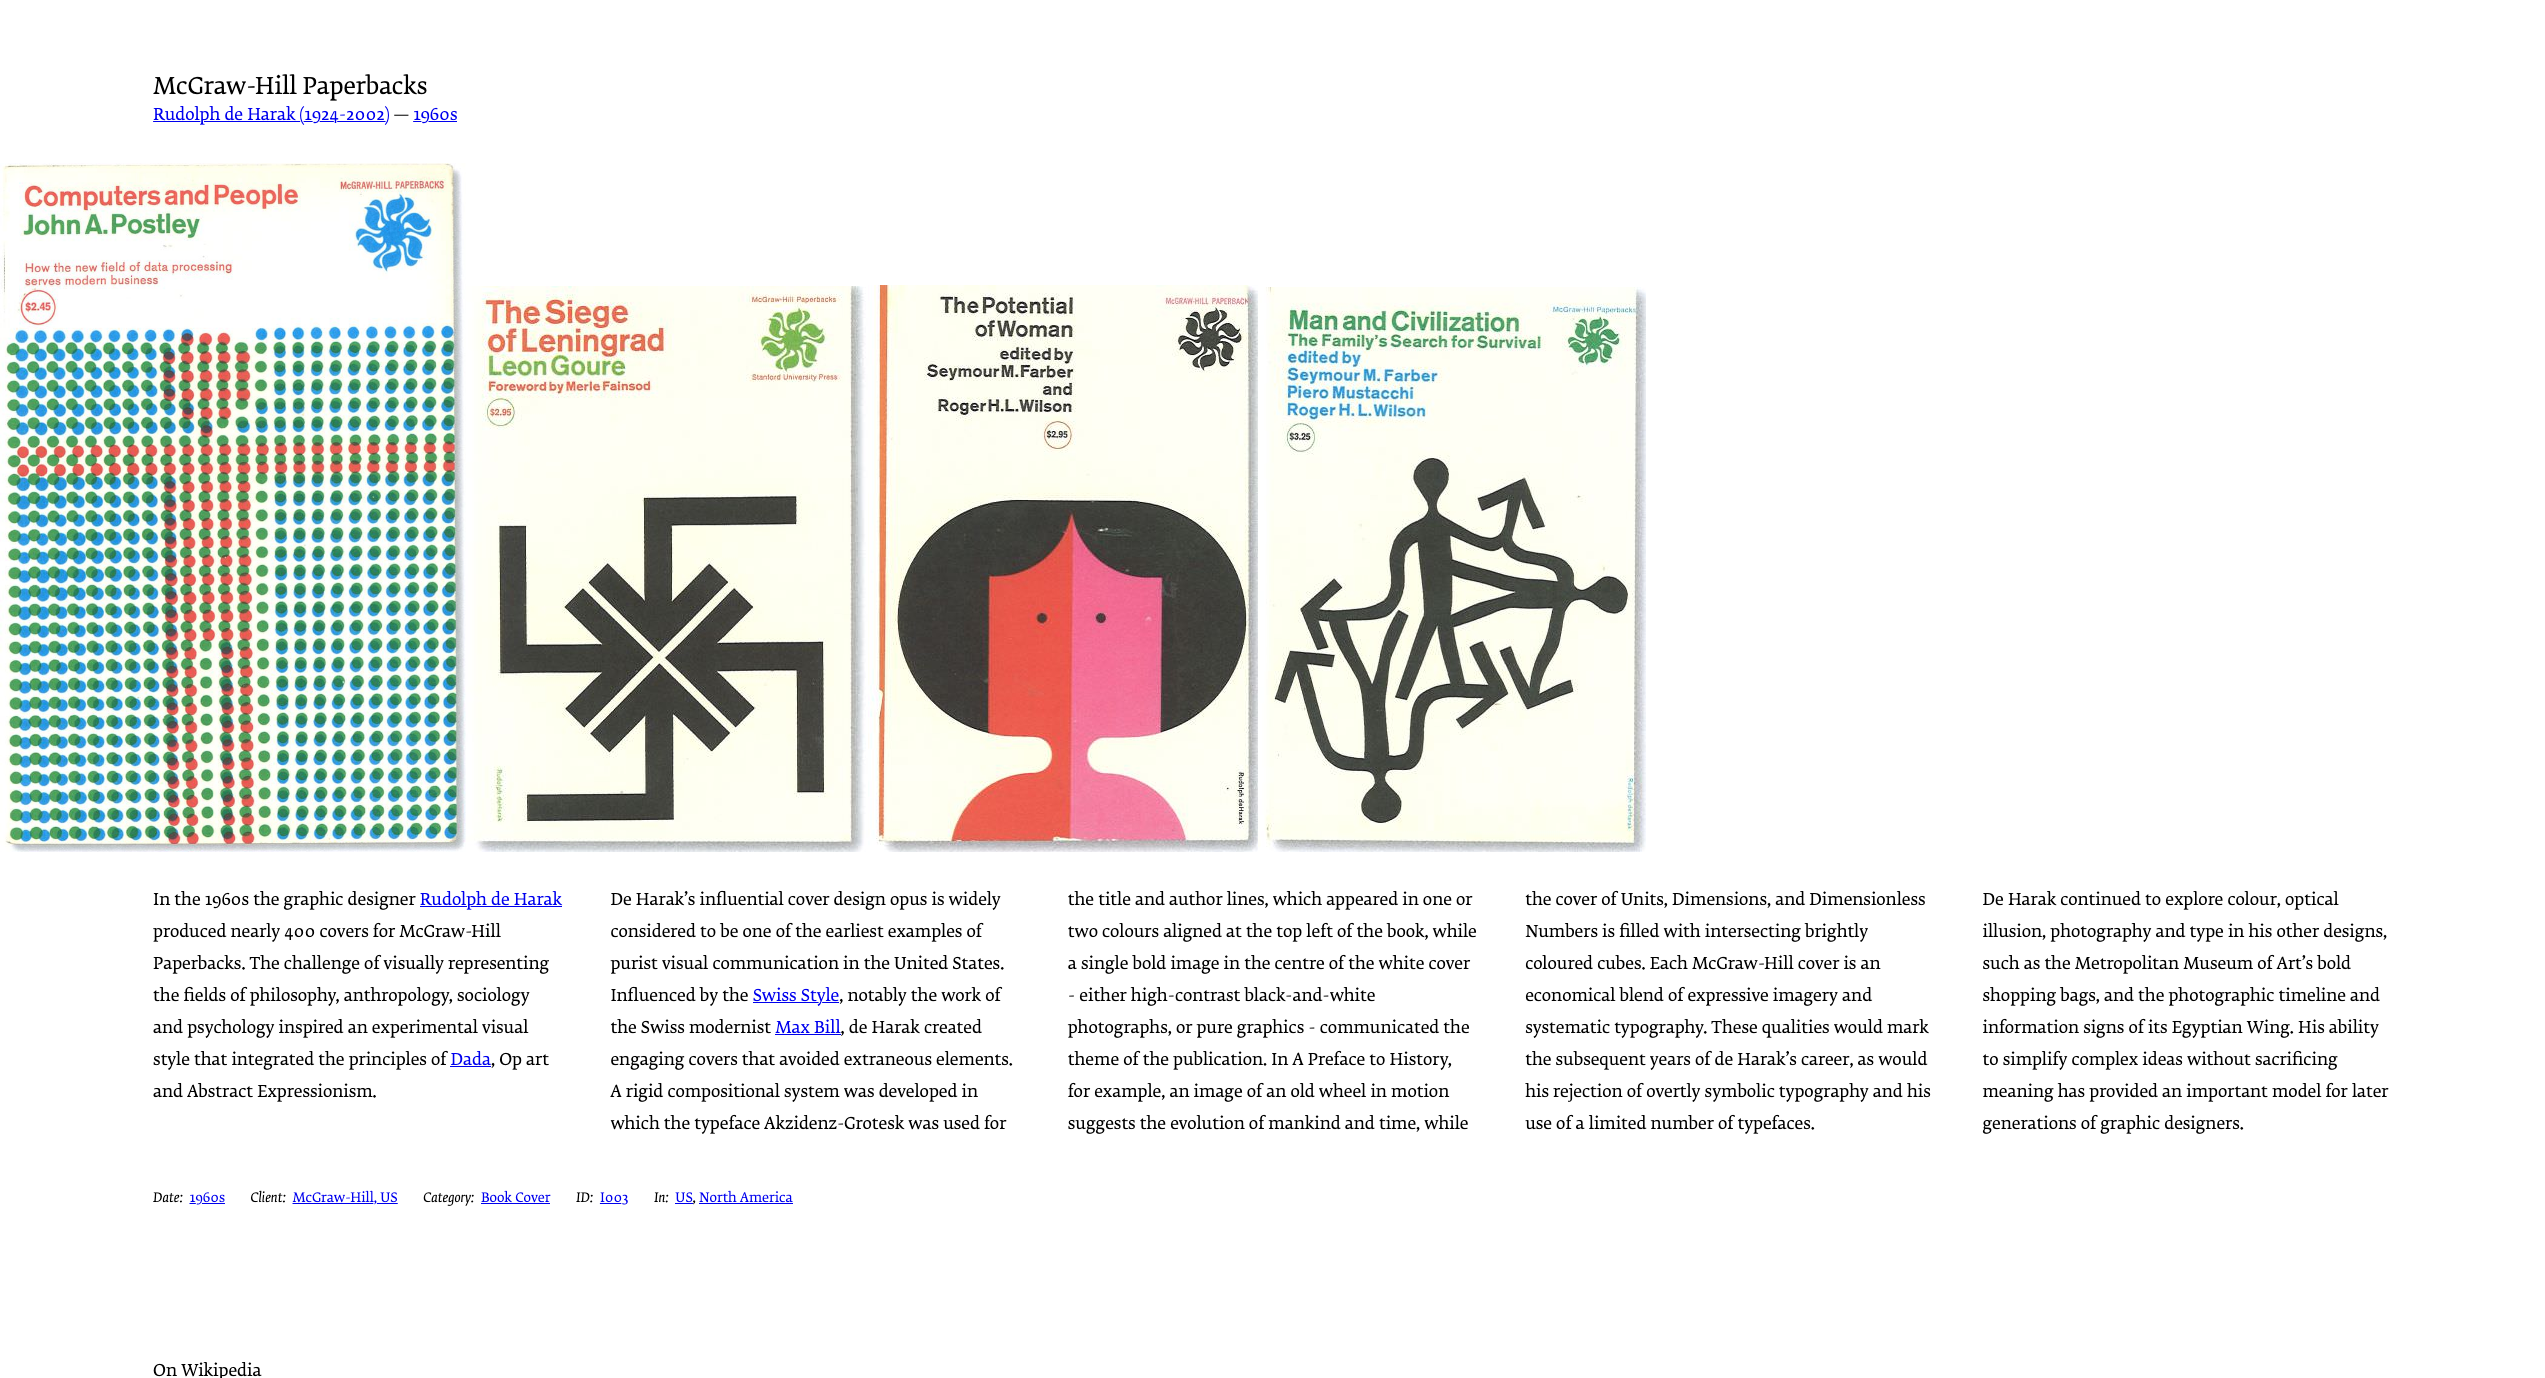 McGraw-Hill Paperbacks
Rudolph de Harak (1924-2002) — 1960s
Computers and People
John A. Postley
McGRAW-HILL PAPERBACKS
How the new field of data processing
serves modern business
$2.45
The Siege
of Leningrad
Leon Goure
Foreword by Merle Fainsod
$2.95
McGraw-Hill Paperbacks
Stanford University Press
Rudolph deHarak
The Potential
of Woman
edited by
Seymour M. Farber
and
Roger H.L. Wilson
$2.95
McGRAW-HILL PAPERBACK
Rudolph deHarak
Man and Civilization
The Family's Search for Survival
edited by
Seymour M. Farber
Piero Mustacchi
Roger H. L. Wilson
$3.25
McGraw-Hill Paperbacks
Rudolph deHarak
In the 1960s the graphic designer Rudolph de Harak
produced nearly 400 covers for McGraw-Hill
Paperbacks. The challenge of visually representing
the fields of philosophy, anthropology, sociology
and psychology inspired an experimental visual
style that integrated the principles of Dada, Op art
and Abstract Expressionism.
De Harak’s influential cover design opus is widely
considered to be one of the earliest examples of
purist visual communication in the United States.
Influenced by the Swiss Style, notably the work of
the Swiss modernist Max Bill, de Harak created
engaging covers that avoided extraneous elements.
A rigid compositional system was developed in
which the typeface Akzidenz-Grotesk was used for
the title and author lines, which appeared in one or
two colours aligned at the top left of the book, while
a single bold image in the centre of the white cover
- either high-contrast black-and-white
photographs, or pure graphics - communicated the
theme of the publication. In A Preface to History,
for example, an image of an old wheel in motion
suggests the evolution of mankind and time, while
the cover of Units, Dimensions, and Dimensionless
Numbers is filled with intersecting brightly
coloured cubes. Each McGraw-Hill cover is an
economical blend of expressive imagery and
systematic typography. These qualities would mark
the subsequent years of de Harak’s career, as would
his rejection of overtly symbolic typography and his
use of a limited number of typefaces.
De Harak continued to explore colour, optical
illusion, photography and type in his other designs,
such as the Metropolitan Museum of Art’s bold
shopping bags, and the photographic timeline and
information signs of its Egyptian Wing. His ability
to simplify complex ideas without sacrificing
meaning has provided an important model for later
generations of graphic designers.
Date: 1960s Client: McGraw-Hill, US Category: Book Cover ID: I003 In: US, North America
On Wikipedia